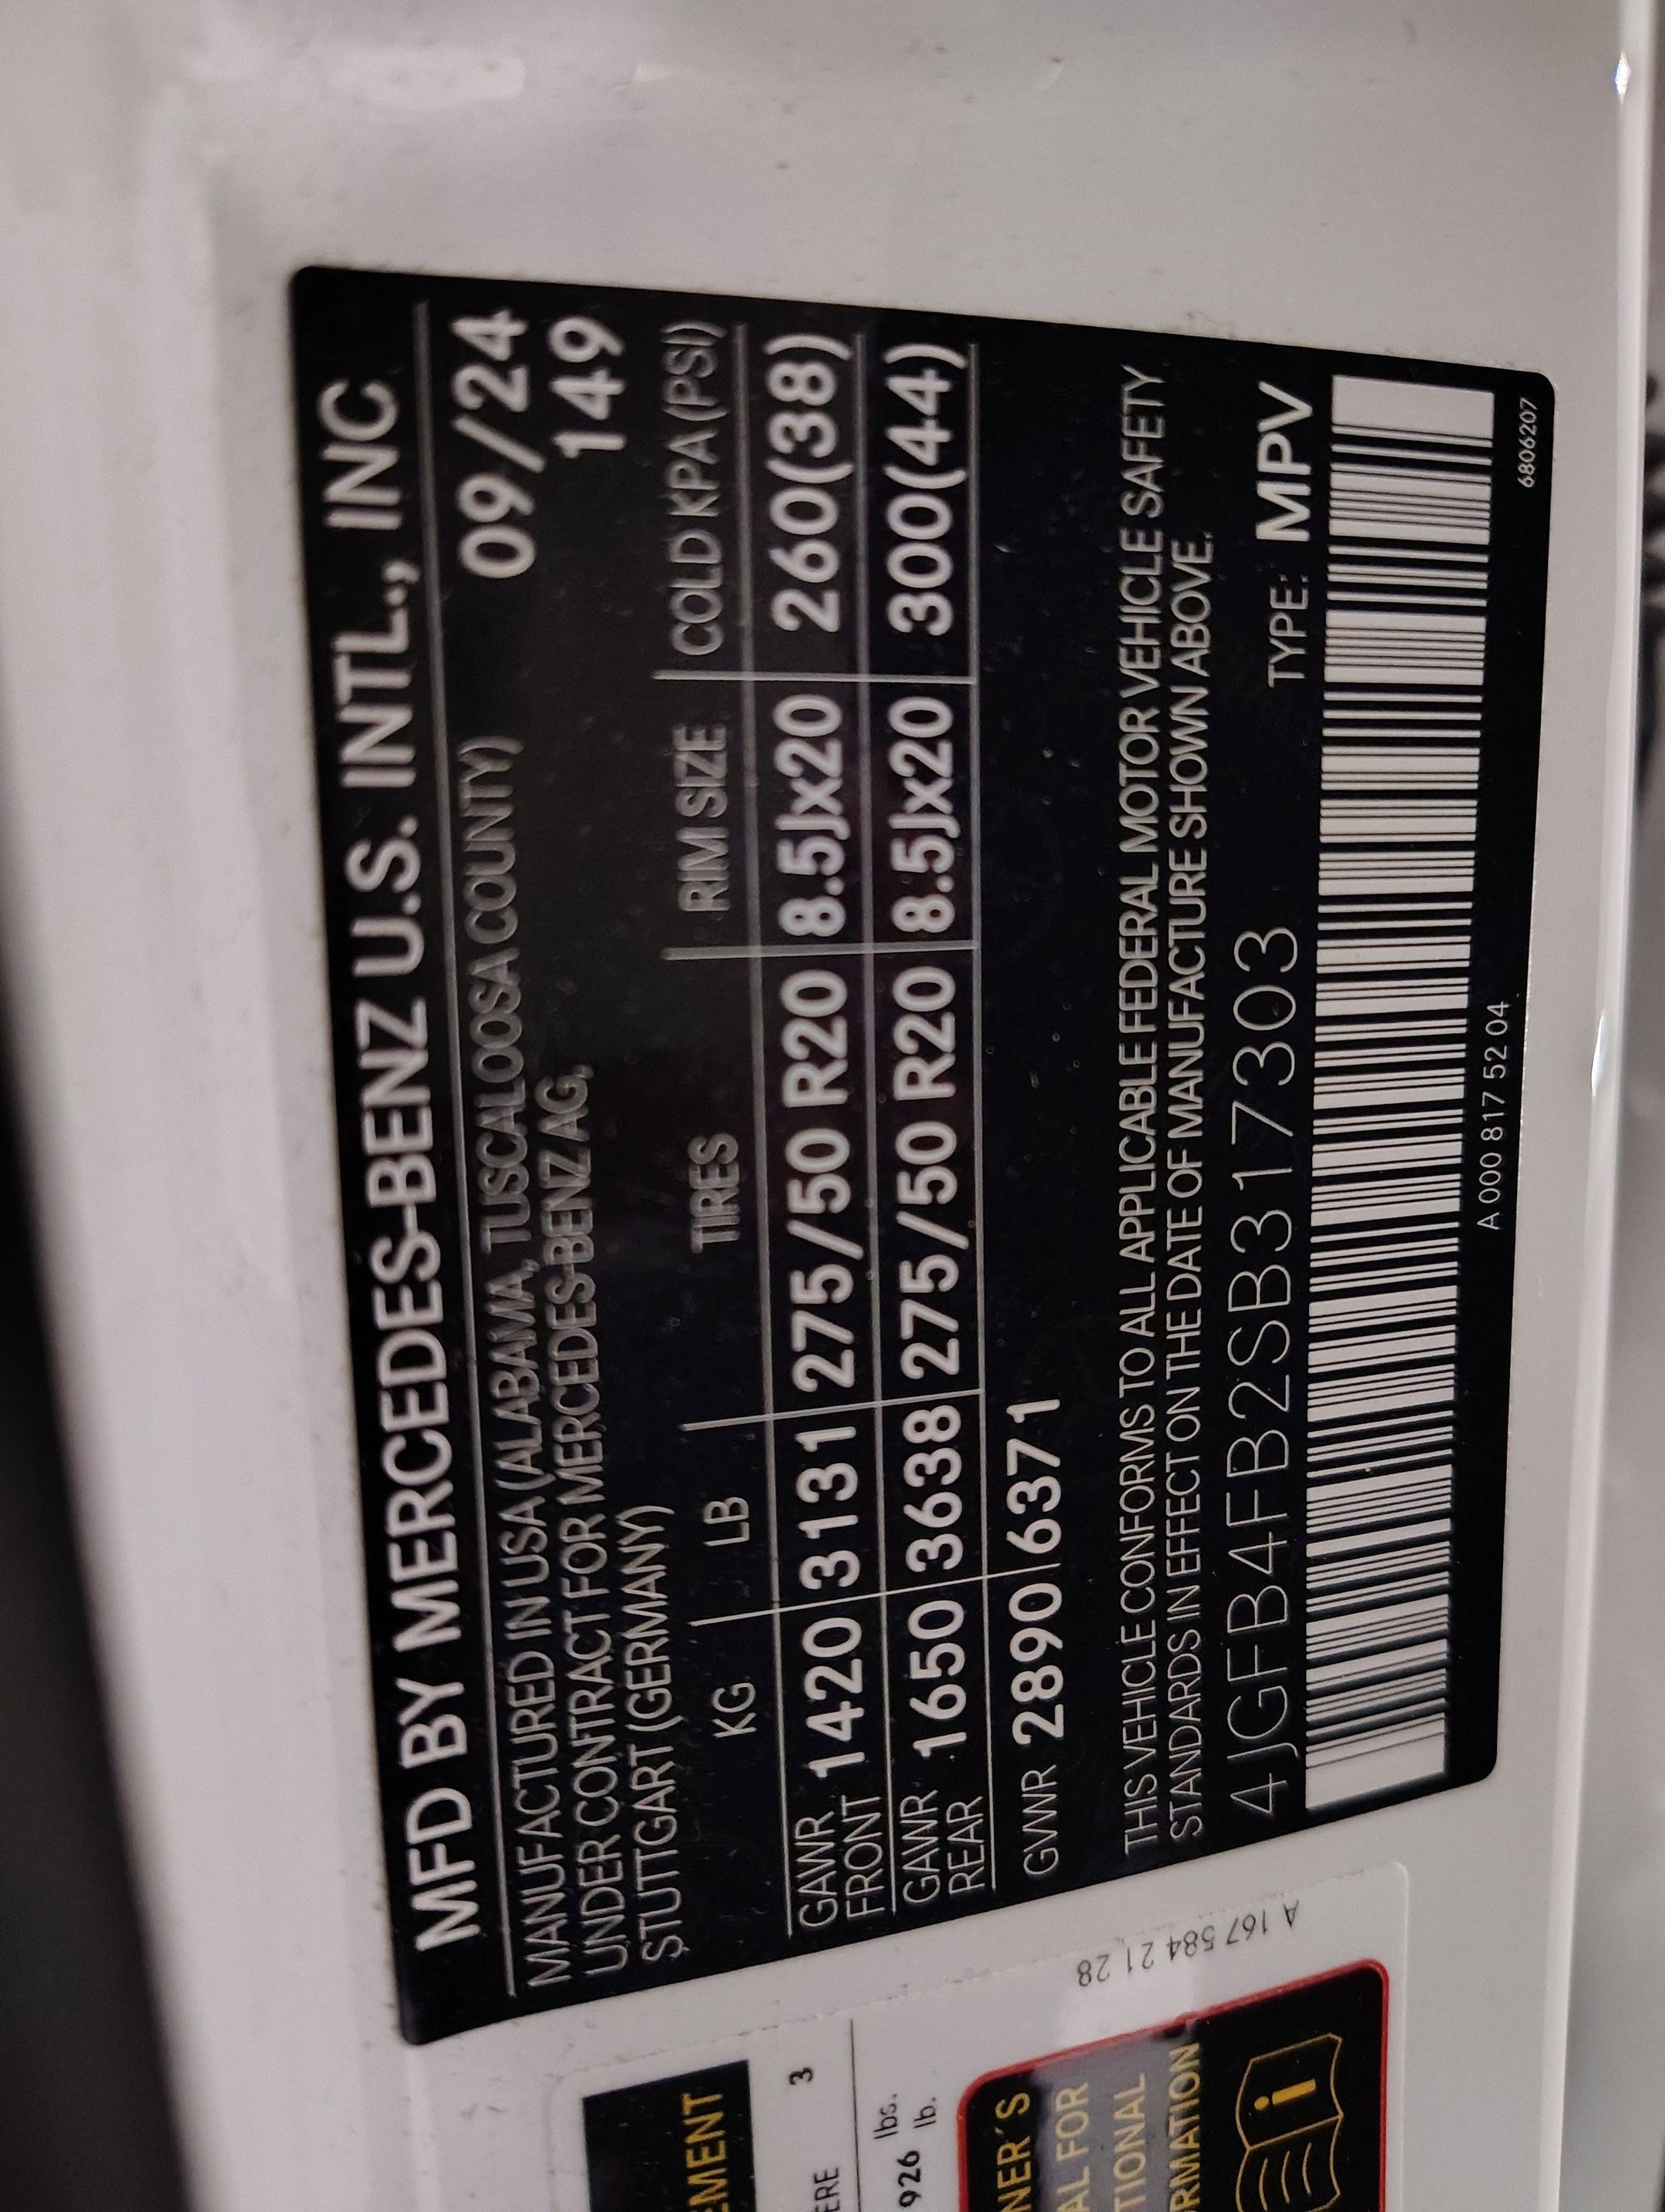 MFD BY MERCEDES-BENZ U.S. INTL., INC
MANUFACTURED IN USA (ALABAMA, TUSCALOOSA COUNTY) 09/24
UNDER CONTRACT FOR MERCEDES-BENZ AG, 149
STUTTGART (GERMANY)
KG LB TIRES RIM SIZE COLD KPA (PSI)
GAWR FRONT 1420 3131 275/50 R20 8.5Jx20 260(38)
GAWR REAR 1650 3638 275/50 R20 8.5Jx20 300(44)
GWWR 2890 6371
THIS VEHICLE CONFORMS TO ALL APPLICABLE FEDERAL MOTOR VEHICLE SAFETY
STANDARDS IN EFFECT ON THE DATE OF MANUFACTURE SHOWN ABOVE.
4JGFB4FB2SB317303 TYPE: MPV
A 000 817 52 04
6806207
A 167 584 21 28
EMENT
ERE 3
lbs.
926 lb.
NER'S
AL FOR
TIONAL
RMATION
i